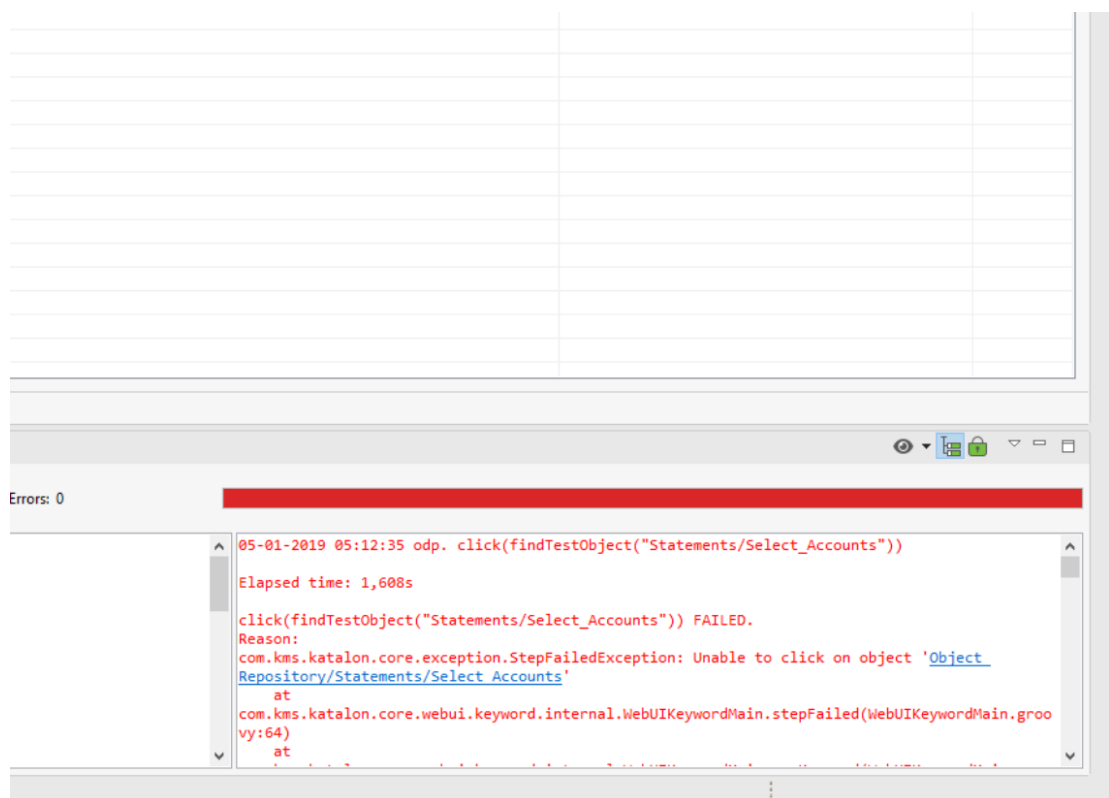 Errors: 0
05-01-2019 05:12:35 odp. click(findTestObject("Statements/Select_Accounts"))
Elapsed time: 1,608s
click(findTestObject("Statements/Select_Accounts")) FAILED.
Reason:
com.kms.katalon.core.exception.StepFailedException: Unable to click on object 'Object
Repository/Statements/Select_Accounts'
at
com.kms.katalon.core.webui.keyword.internal.WebUIKeywordMain.stepFailed(WebUIKeywordMain.groo
vy:64)
at